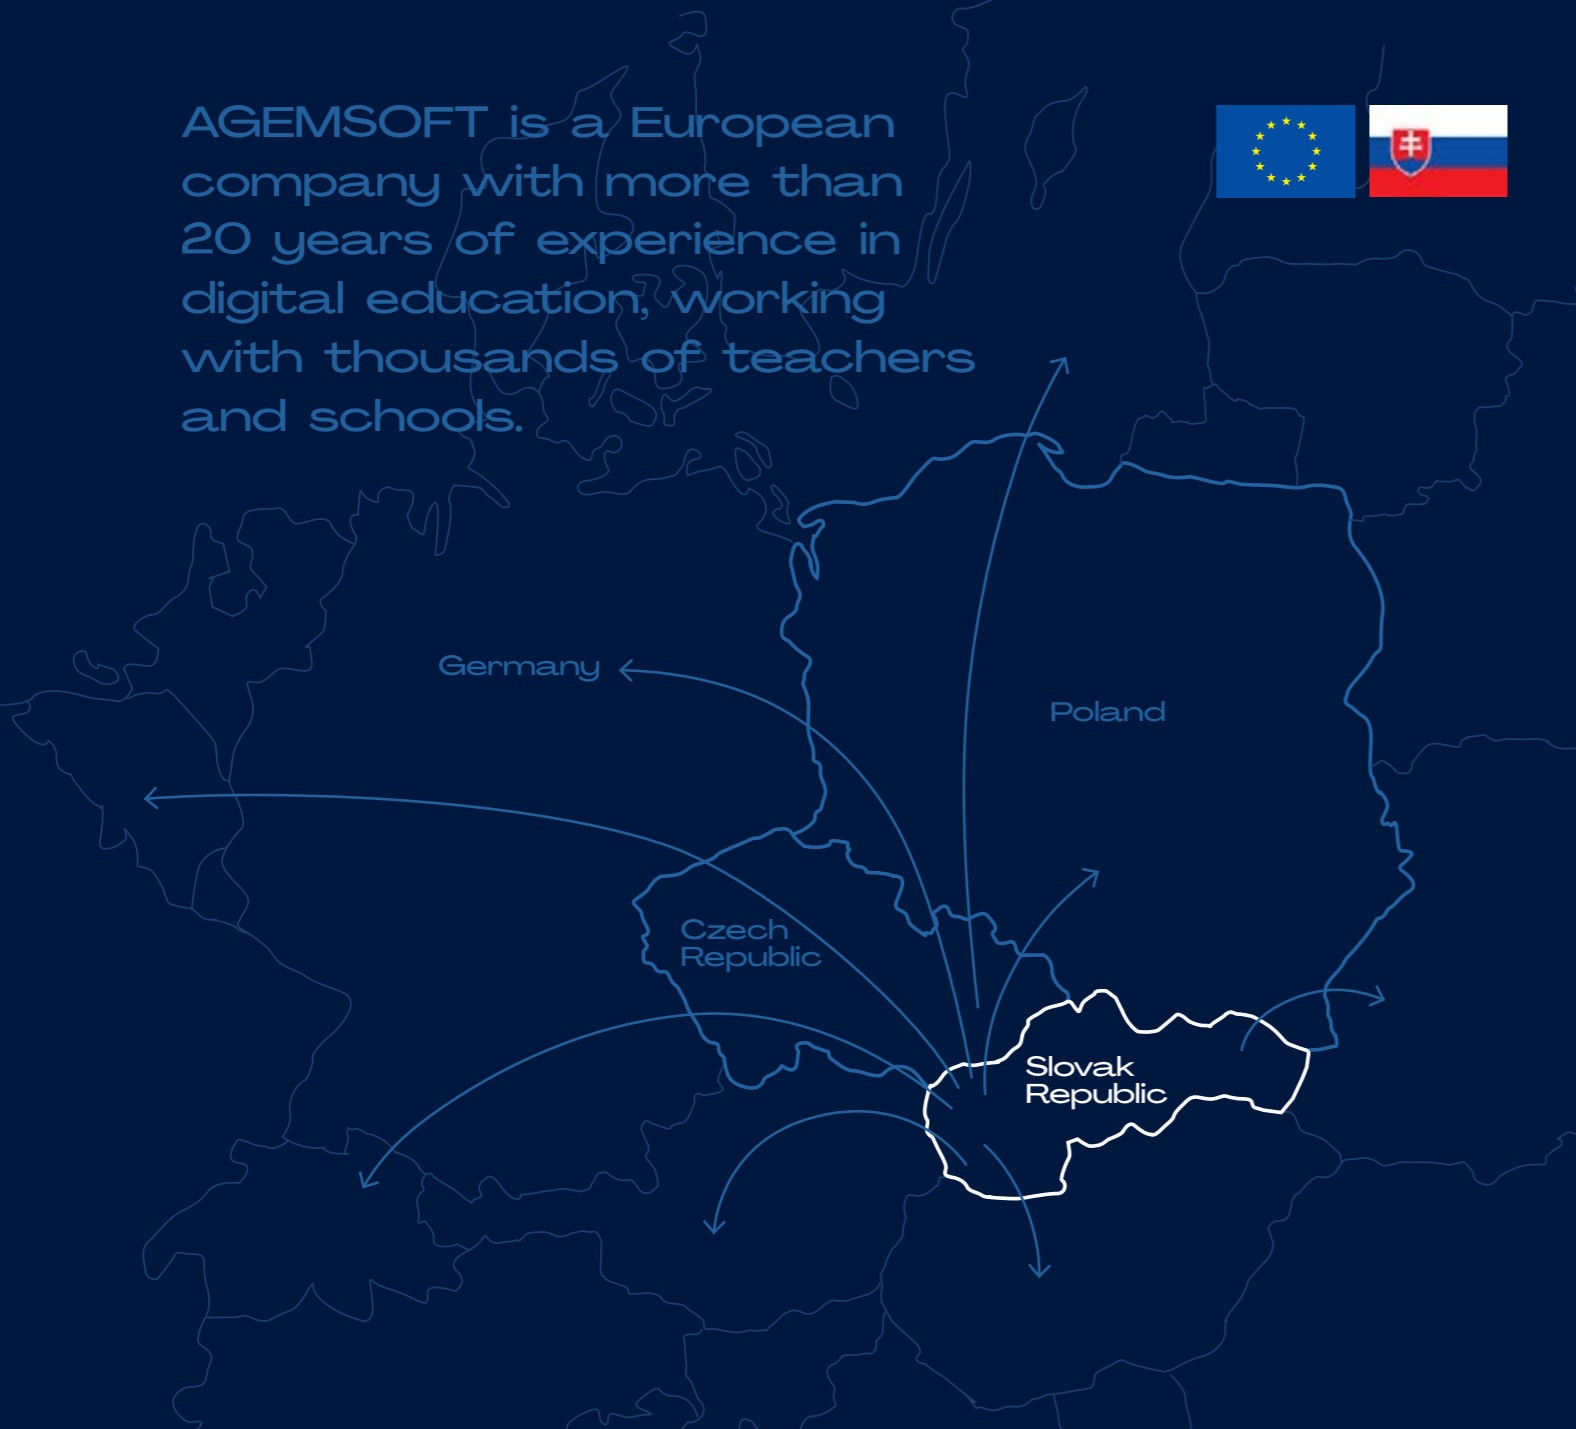 AGEMSOFT is a European
company with more than
20 years of experience in
digital education, working
with thousands of teachers
and schools.
Germany
Poland
Czech
Republic
Slovak
Republic